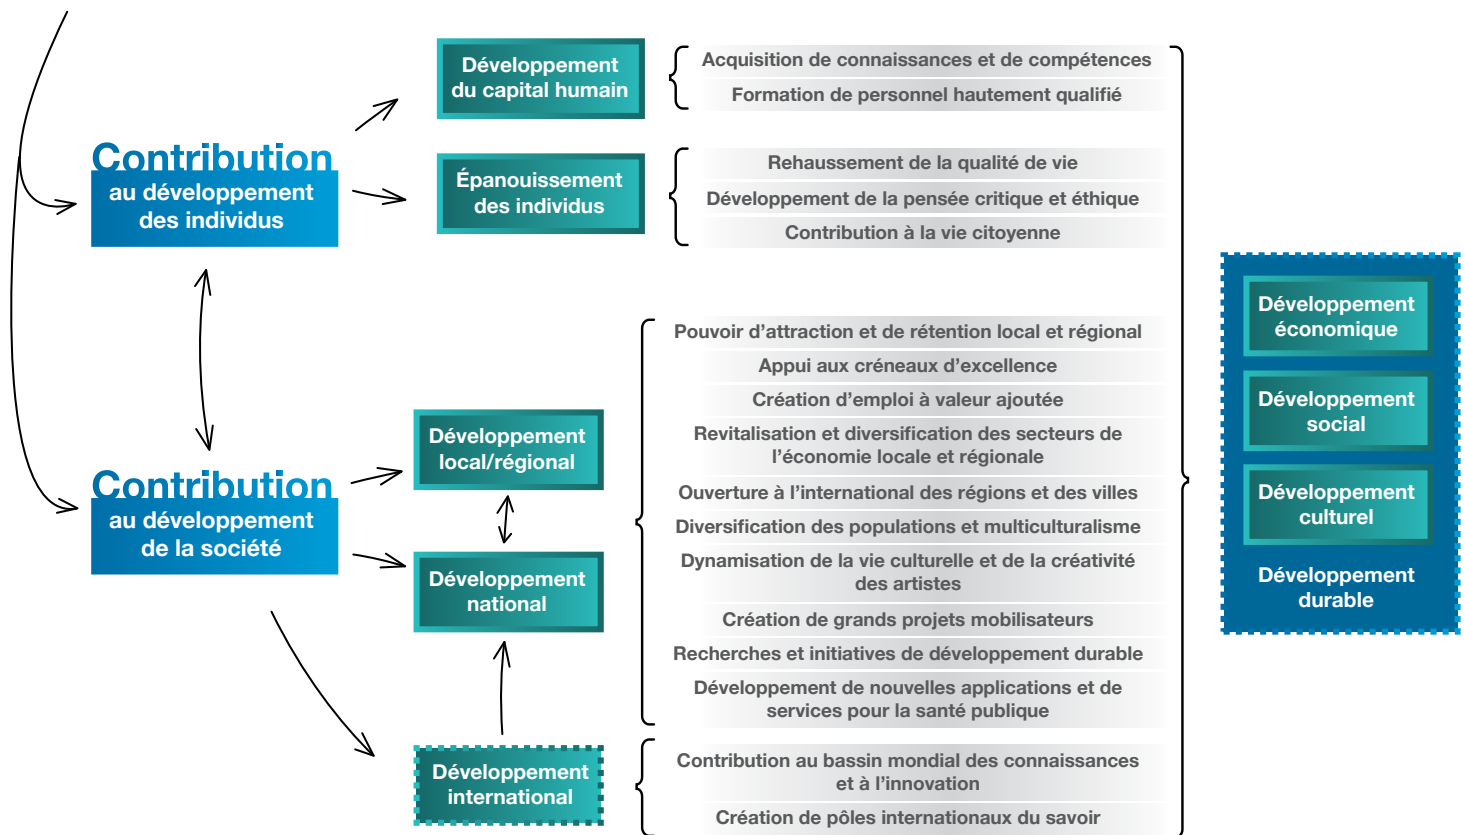 Développement
du capital humain
Acquisition de connaissances et de compétences
Formation de personnel hautement qualifié
Contribution
au développement
des individus
Épanouissement
des individus
Rehaussement de la qualité de vie
Développement de la pensée critique et éthique
Contribution à la vie citoyenne
Contribution
au développement
de la société
Développement
local/régional
Développement
national
Pouvoir d’attraction et de rétention local et régional
Appui aux créneaux d’excellence
Création d’emploi à valeur ajoutée
Revitalisation et diversification des secteurs de
l’économie locale et régionale
Ouverture à l’international des régions et des villes
Diversification des populations et multiculturalisme
Dynamisation de la vie culturelle et de la créativité
des artistes
Création de grands projets mobilisateurs
Recherches et initiatives de développement durable
Développement de nouvelles applications et de
services pour la santé publique
Développement
international
Contribution au bassin mondial des connaissances
et à l’innovation
Création de pôles internationaux du savoir
Développement
économique
Développement
social
Développement
culturel
Développement
durable